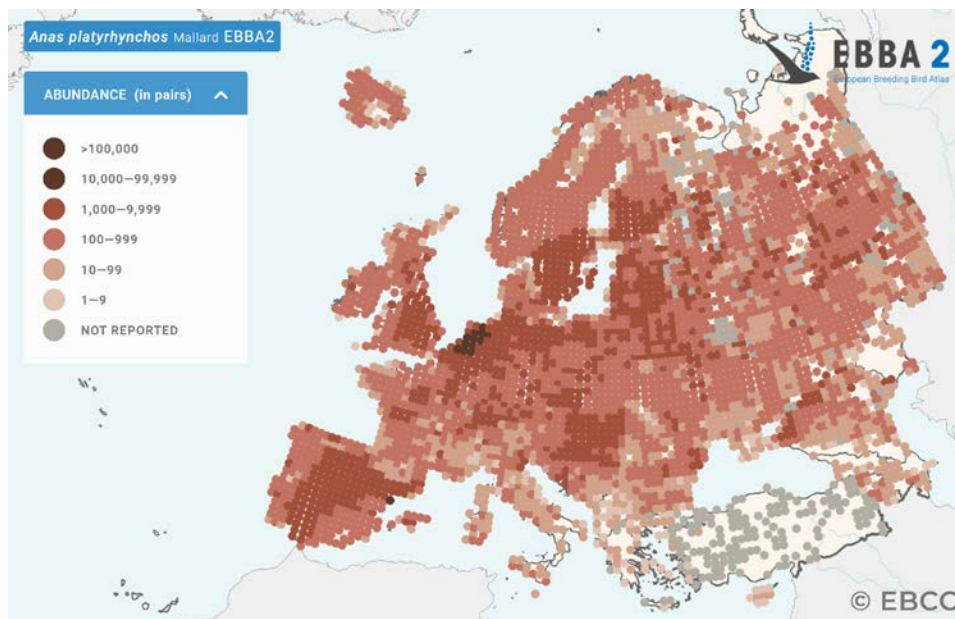 Anas platyrhynchos Mallard EBBA2
EBBA 2
European Breeding Bird Atlas
ABUNDANCE (in pairs)
>100,000
10,000–99,999
1,000–9,999
100–999
10–99
1–9
NOT REPORTED
© EBCC